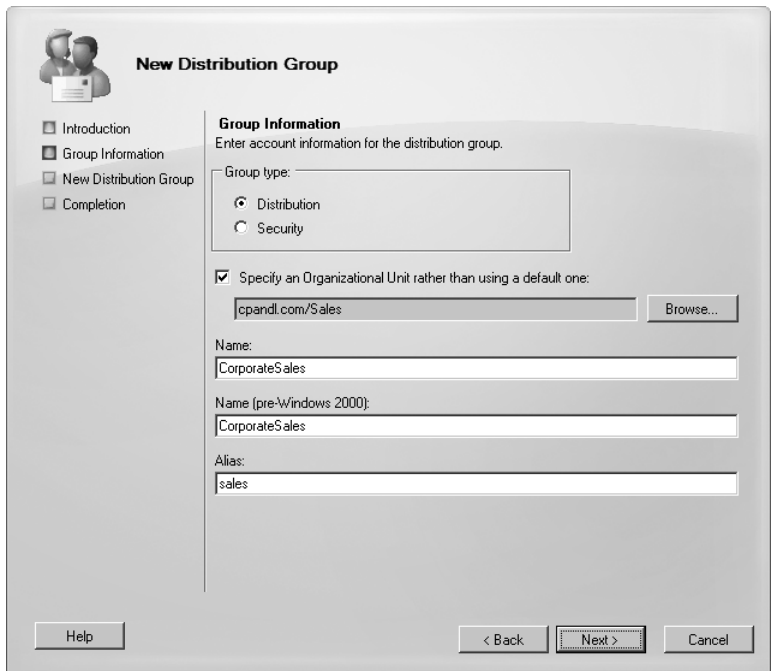 New Distribution Group
Introduction
Group Information
New Distribution Group
Completion
Group Information
Enter account information for the distribution group.
Group type:
Distribution
Security
Specify an Organizational Unit rather than using a default one:
cpandl.com/Sales
Browse...
Name:
CorporateSales
Name (pre-Windows 2000):
CorporateSales
Alias:
sales
Help
< Back
Next >
Cancel